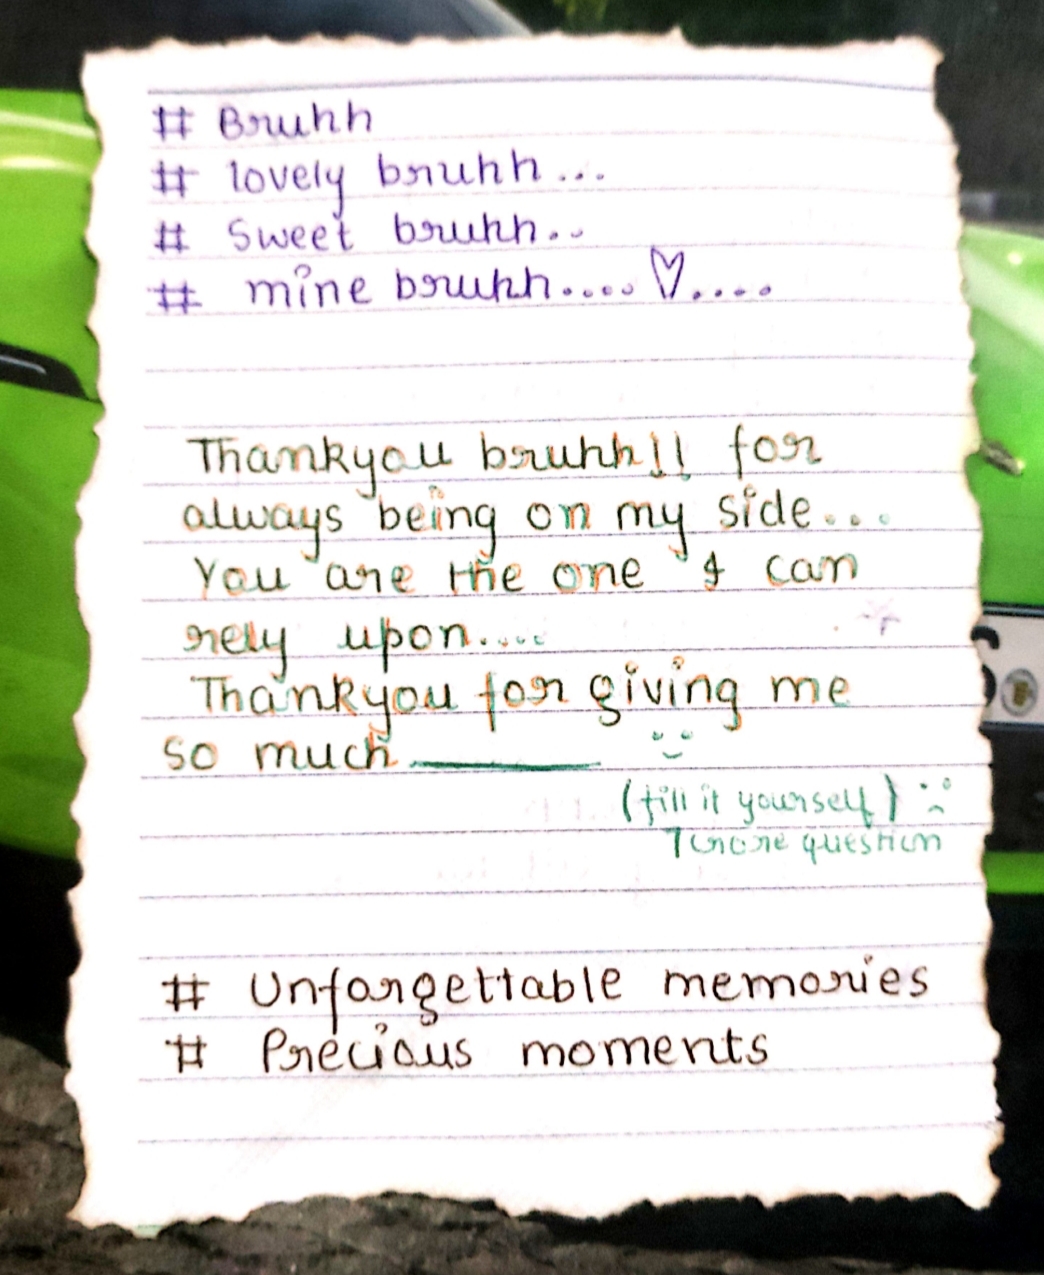 # Bruhh
# lovely bruhh...
# Sweet bruhh..
# mine bruhh....♡....
Thankyou bruhh!! for
always being on my side...
You are the one I can
rely upon.....
Thankyou for giving me
so much ______
(fill it yourself) :(
question
# Unforgettable memories
# Precious moments